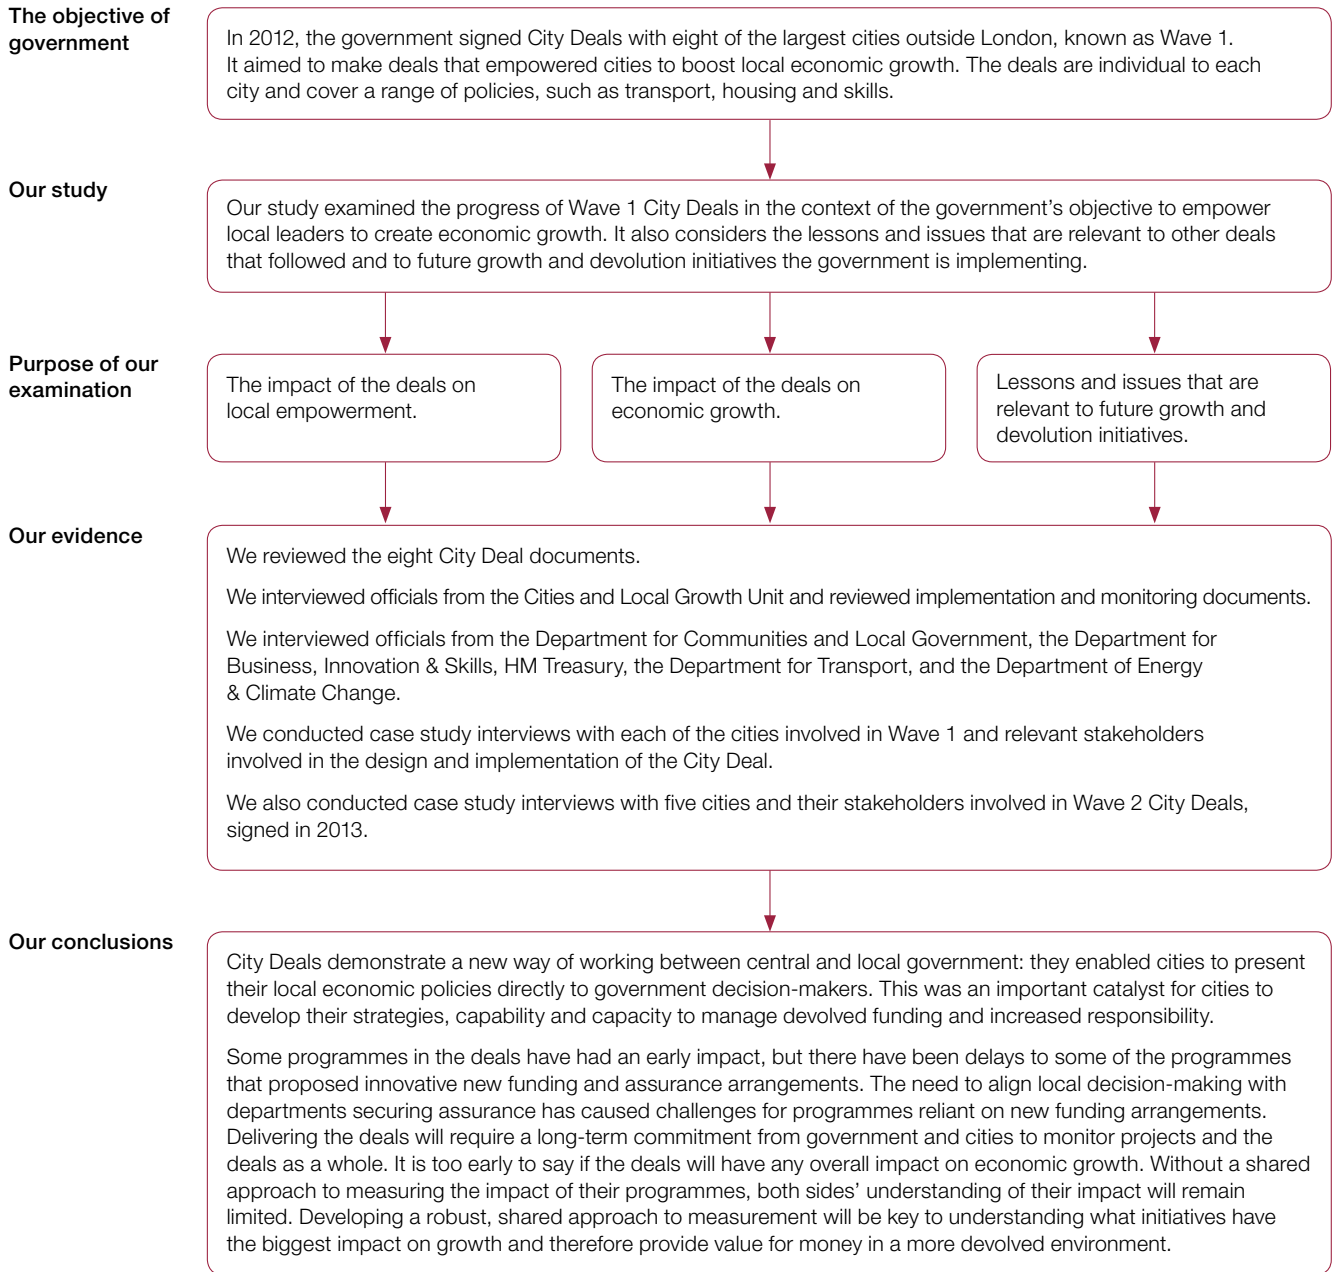 The objective of
government
In 2012, the government signed City Deals with eight of the largest cities outside London, known as Wave 1.
It aimed to make deals that empowered cities to boost local economic growth. The deals are individual to each
city and cover a range of policies, such as transport, housing and skills.
Our study
Our study examined the progress of Wave 1 City Deals in the context of the government’s objective to empower
local leaders to create economic growth. It also considers the lessons and issues that are relevant to other deals
that followed and to future growth and devolution initiatives the government is implementing.
Purpose of our
examination
The impact of the deals on
local empowerment.
The impact of the deals on
economic growth.
Lessons and issues that are
relevant to future growth and
devolution initiatives.
Our evidence
We reviewed the eight City Deal documents.
We interviewed officials from the Cities and Local Growth Unit and reviewed implementation and monitoring documents.
We interviewed officials from the Department for Communities and Local Government, the Department for
Business, Innovation & Skills, HM Treasury, the Department for Transport, and the Department of Energy
& Climate Change.
We conducted case study interviews with each of the cities involved in Wave 1 and relevant stakeholders
involved in the design and implementation of the City Deal.
We also conducted case study interviews with five cities and their stakeholders involved in Wave 2 City Deals,
signed in 2013.
Our conclusions
City Deals demonstrate a new way of working between central and local government: they enabled cities to present
their local economic policies directly to government decision-makers. This was an important catalyst for cities to
develop their strategies, capability and capacity to manage devolved funding and increased responsibility.
Some programmes in the deals have had an early impact, but there have been delays to some of the programmes
that proposed innovative new funding and assurance arrangements. The need to align local decision-making with
departments securing assurance has caused challenges for programmes reliant on new funding arrangements.
Delivering the deals will require a long-term commitment from government and cities to monitor projects and the
deals as a whole. It is too early to say if the deals will have any overall impact on economic growth. Without a shared
approach to measuring the impact of their programmes, both sides’ understanding of their impact will remain
limited. Developing a robust, shared approach to measurement will be key to understanding what initiatives have
the biggest impact on growth and therefore provide value for money in a more devolved environment.